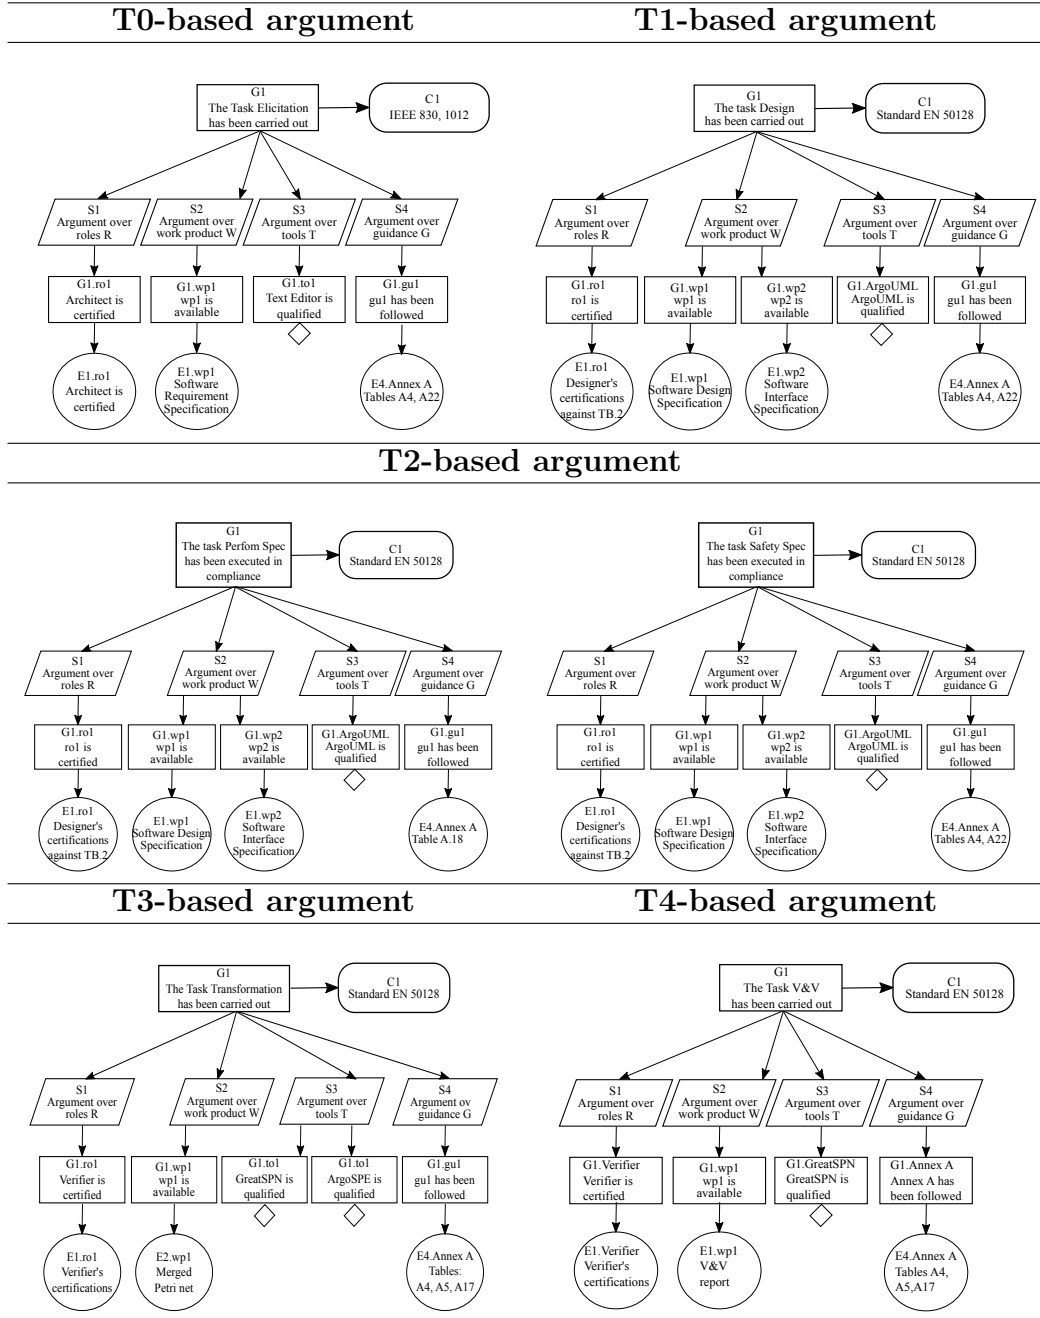 T0-based argument
T1-based argument
G1
The Task Elicitation
has been carried out
C1
IEEE 830, 1012
S1
Argument over
roles R
S2
Argument over
work product W
S3
Argument over
tools T
S4
Argument over
guidance G
G1.ro1
Architect is
certified
G1.wp1
wp1 is
available
G1.to1
Text Editor is
qualified
G1.gu1
gu1 has been
followed
E1.ro1
Architect is
certified
E1.wp1
Software
Requirement
Specification
E4.Annex A
Tables A4, A22
G1
The task Design
has been carried out
C1
Standard EN 50128
S1
Argument over
roles R
S2
Argument over
work product W
S3
Argument over
tools T
S4
Argument over
guidance G
G1.ro1
ro1 is
certified
G1.wp1
wp1 is
available
G1.wp2
wp2 is
available
G1.ArgoUML
ArgoUML is
qualified
G1.gu1
gu1 has been
followed
E1.ro1
Designer's
certifications
against TB.2
E1.wp1
Software Design
Specification
E1.wp2
Software
Interface
Specification
E4.Annex A
Tables A4, A22
T2-based argument
G1
The task Perfom Spec
has been executed in
compliance
C1
Standard EN 50128
S1
Argument over
roles R
S2
Argument over
work product W
S3
Argument over
tools T
S4
Argument over
guidance G
G1.ro1
ro1 is
certified
G1.wp1
wp1 is
available
G1.wp2
wp2 is
available
G1.ArgoUML
ArgoUML is
qualified
G1.gu1
gu1 has been
followed
E1.ro1
Designer's
certifications
against TB.2
E1.wp1
Software Design
Specification
E1.wp2
Software
Interface
Specification
E4.Annex A
Table A.18
G1
The task Safety Spec
has been executed in
compliance
C1
Standard EN 50128
S1
Argument over
roles R
S2
Argument over
work product W
S3
Argument over
tools T
S4
Argument over
guidance G
G1.ro1
ro1 is
certified
G1.wp1
wp1 is
available
G1.wp2
wp2 is
available
G1.ArgoUML
ArgoUML is
qualified
G1.gu1
gu1 has been
followed
E1.ro1
Designer's
certifications
against TB.2
E1.wp1
Software Design
Specification
E1.wp2
Software
Interface
Specification
E4.Annex A
Tables A4, A22
T3-based argument
T4-based argument
G1
The Task Transformation
has been carried out
C1
Standard EN 50128
S1
Argument over
roles R
S2
Argument over
work product W
S3
Argument over
tools T
S4
Argument ov
guidance G
G1.ro1
Verifier is
certified
G1.wp1
wp1 is
available
G1.to1
GreatSPN is
qualified
G1.to1
ArgoSPE is
qualified
G1.gu1
gu1 has been
followed
E1.ro1
Verifier's
certifications
E2.wp1
Merged
Petri net
E4.Annex A
Tables:
A4, A5, A17
G1
The Task V&V
has been carried out
C1
Standard EN 50128
S1
Argument over
roles R
S2
Argument over
work product W
S3
Argument over
tools T
S4
Argument over
guidance G
G1.Verifier
Verifier is
certified
G1.wp1
wp1 is
available
G1.GreatSPN
GreatSPN is
qualified
G1.Annex A
Annex A has
been followed
E1.Verifier
Verifier's
certifications
E1.wp1
V&V
report
E4.Annex A
Tables A4,
A5,A17